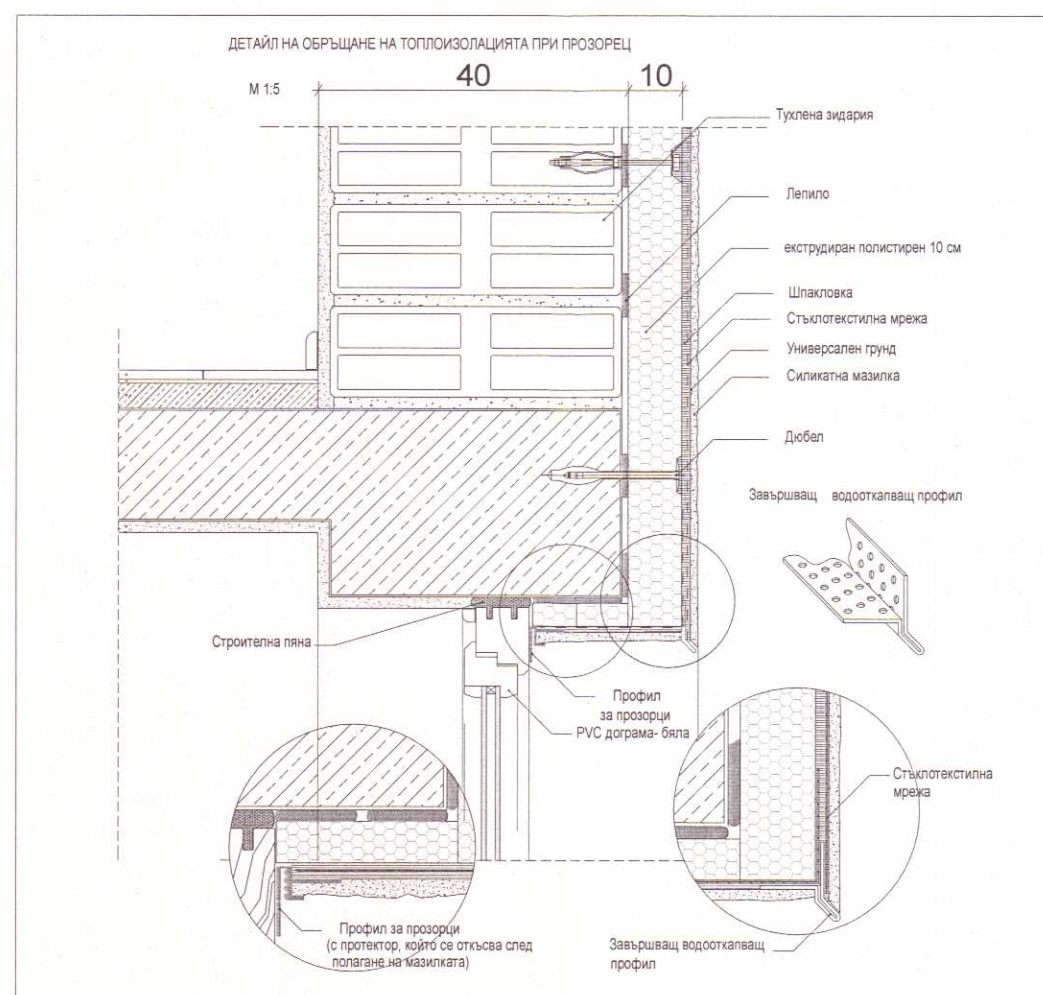 ДЕТАЙЛ НА ОБРЪЩАНЕ НА ТОПЛОИЗОЛАЦИЯТА ПРИ ПРОЗОРЕЦ
М 1:5
40
10
Тухлена зидария
Лепило
екструдиран полистирен 10 см
Шпакловка
Стъклотекстилна мрежа
Универсален грунд
Силикатна мазилка
Дюбел
Завършващ водооткапващ профил
Строителна пяна
Профил
за прозорци
PVC дограма- бяла
Стъклотекстилна
мрежа
Профил за прозорци
(с протектор, който се откъсва след
полагане на мазилката)
Завършващ водооткапващ
профил